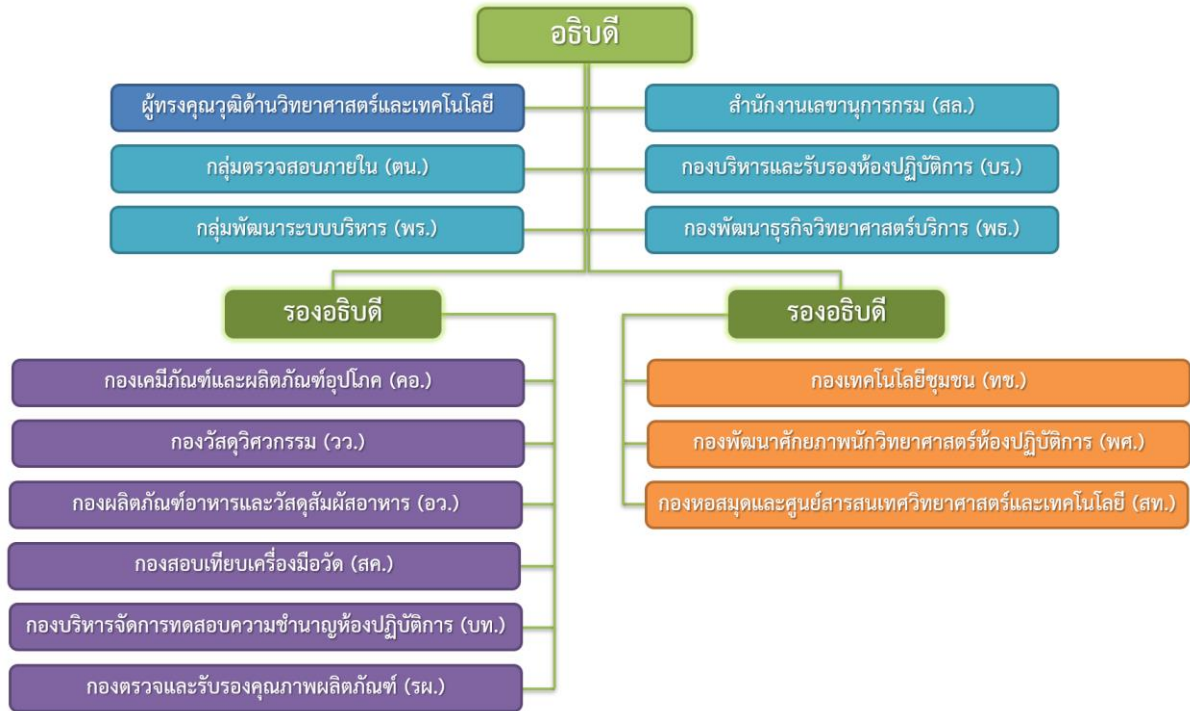 อธิบดี
ผู้ทรงคุณวุฒิด้านวิทยาศาสตร์และเทคโนโลยี
สำนักงานเลขานุการกรม (สล.)
กลุ่มตรวจสอบภายใน (ตน.)
กองบริหารและรับรองห้องปฏิบัติการ (บร.)
กลุ่มพัฒนาระบบบริหาร (พร.)
กองพัฒนาธุรกิจวิทยาศาสตร์บริการ (พธ.)
รองอธิบดี
กองเคมีภัณฑ์และผลิตภัณฑ์อุปโภค (คอ.)
กองวัสดุวิศวกรรม (วว.)
กองผลิตภัณฑ์อาหารและวัสดุสัมผัสอาหาร (อว.)
กองสอบเทียบเครื่องมือวัด (สค.)
กองบริหารจัดการทดสอบความชำนาญห้องปฏิบัติการ (บท.)
กองตรวจและรับรองคุณภาพผลิตภัณฑ์ (รผ.)
รองอธิบดี
กองเทคโนโลยีชุมชน (ทช.)
กองพัฒนาศักยภาพนักวิทยาศาสตร์ห้องปฏิบัติการ (พศ.)
กองหอสมุดและศูนย์สารสนเทศวิทยาศาสตร์และเทคโนโลยี (สท.)